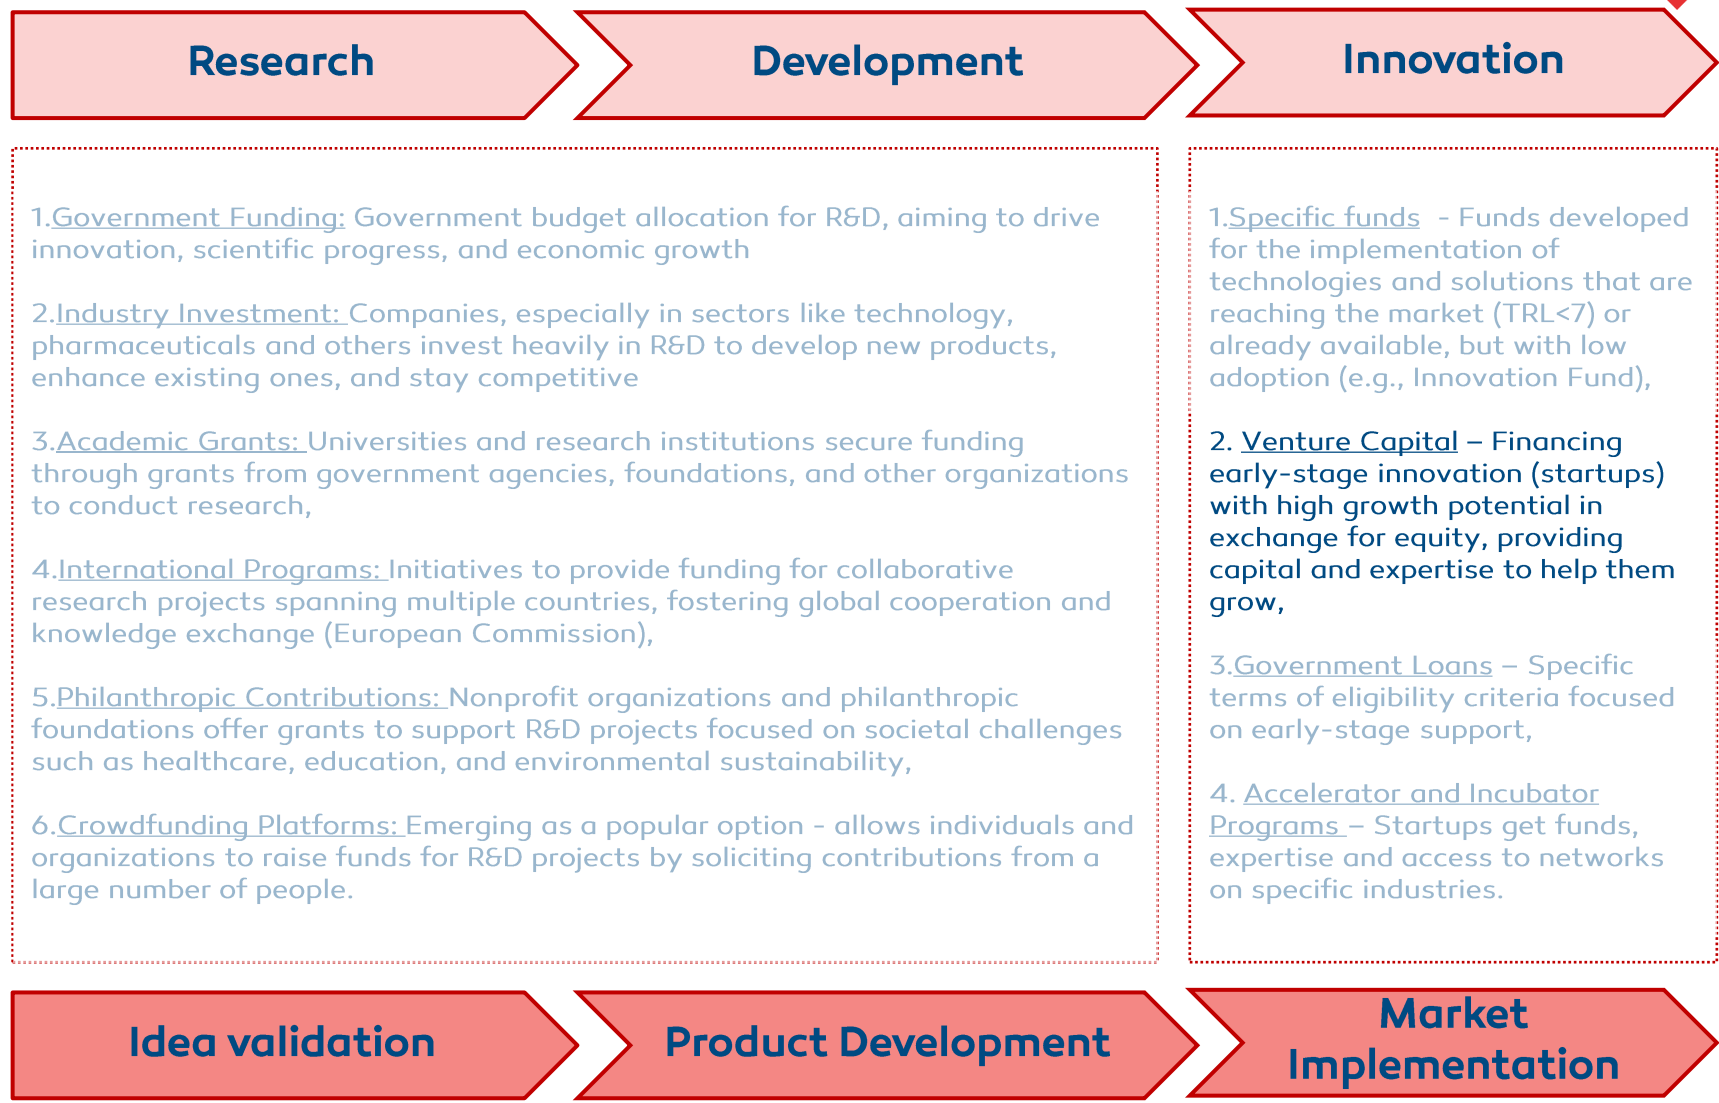 Research
Development
Innovation
1.Government Funding: Government budget allocation for R&D, aiming to drive
innovation, scientific progress, and economic growth
2.Industry Investment: Companies, especially in sectors like technology,
pharmaceuticals and others invest heavily in R&D to develop new products,
enhance existing ones, and stay competitive
3.Academic Grants: Universities and research institutions secure funding
through grants from government agencies, foundations, and other organizations
to conduct research,
4.International Programs: Initiatives to provide funding for collaborative
research projects spanning multiple countries, fostering global cooperation and
knowledge exchange (European Commission),
5.Philanthropic Contributions: Nonprofit organizations and philanthropic
foundations offer grants to support R&D projects focused on societal challenges
such as healthcare, education, and environmental sustainability,
6.Crowdfunding Platforms: Emerging as a popular option - allows individuals and
organizations to raise funds for R&D projects by soliciting contributions from a
large number of people.
1.Specific funds  - Funds developed
for the implementation of
technologies and solutions that are
reaching the market (TRL<7) or
already available, but with low
adoption (e.g., Innovation Fund),
2. Venture Capital – Financing
early-stage innovation (startups)
with high growth potential in
exchange for equity, providing
capital and expertise to help them
grow,
3.Government Loans – Specific
terms of eligibility criteria focused
on early-stage support,
4. Accelerator and Incubator
Programs – Startups get funds,
expertise and access to networks
on specific industries.
Idea validation
Product Development
Market
Implementation